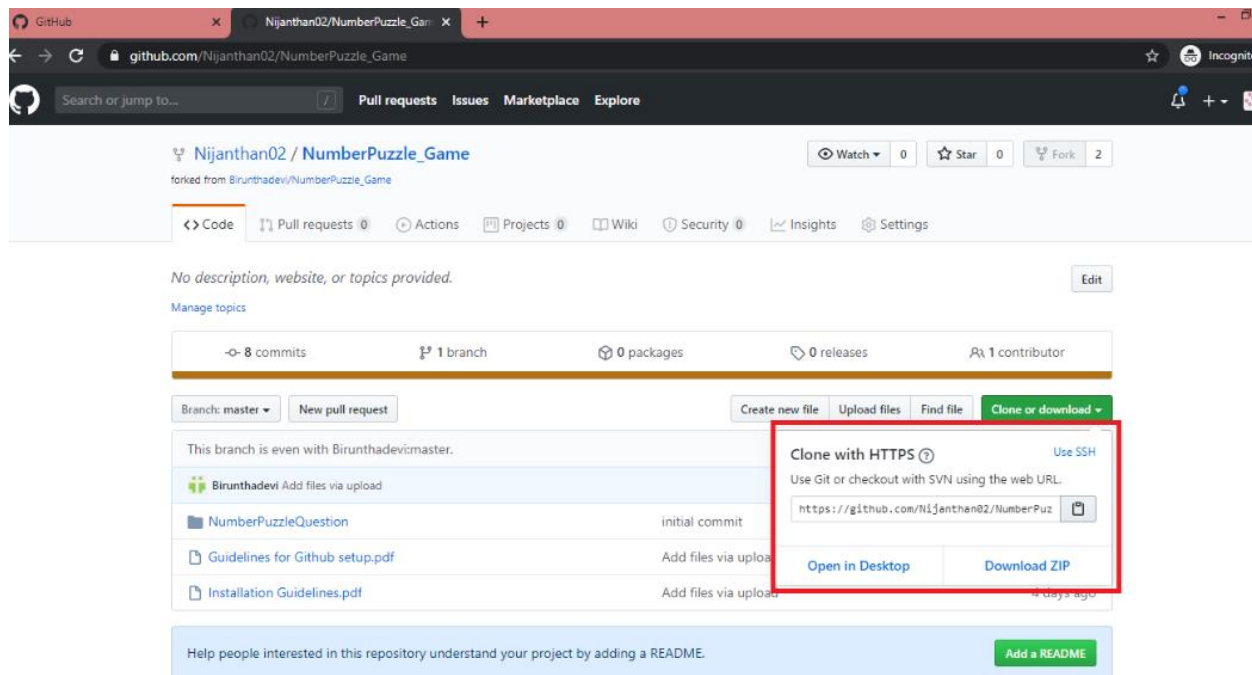 GitHub
Nijanthan02/NumberPuzzle_Gam
github.com/Nijanthan02/NumberPuzzle_Game
Incognito
Search or jump to...
/
Pull requests Issues Marketplace Explore
Nijanthan02 / NumberPuzzle_Game
Watch 0 Star 0 Fork 2
forked from Birunthadevi/NumberPuzzle_Game
Code Pull requests 0 Actions Projects 0 Wiki Security 0 Insights Settings
No description, website, or topics provided.
Edit
Manage topics
8 commits 1 branch 0 packages 0 releases 1 contributor
Branch: master New pull request Create new file Upload files Find file Clone or download
This branch is even with Birunthadevi:master.
Birunthadevi Add files via upload
NumberPuzzleQuestion initial commit
Guidelines for Github setup.pdf Add files via uploa
Installation Guidelines.pdf Add files via upload 4 days ago
Clone with HTTPS Use SSH
Use Git or checkout with SVN using the web URL.
https://github.com/Nijanthan02/NumberPuz
Open in Desktop Download ZIP
Help people interested in this repository understand your project by adding a README. Add a README